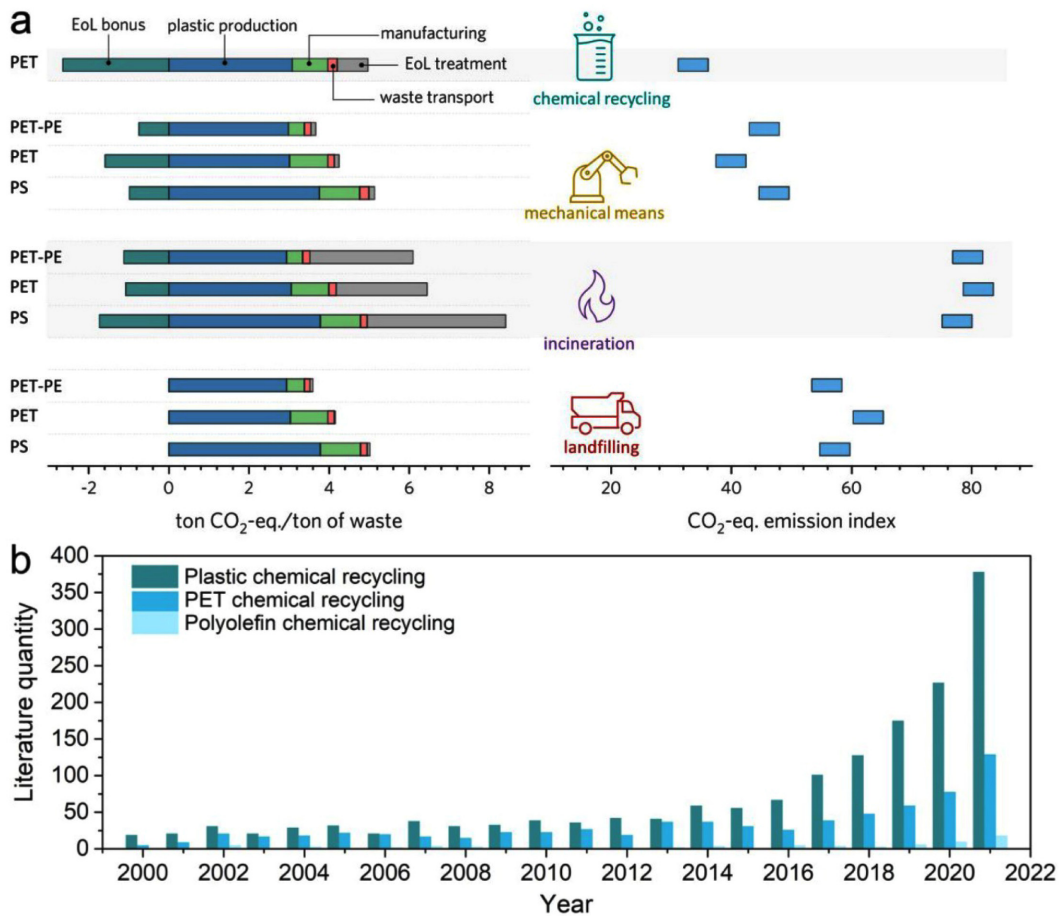 a
EoL bonus
plastic production
manufacturing
EoL treatment
waste transport
PET
chemical recycling
PET-PE
PET
PS
mechanical means
PET-PE
PET
PS
incineration
PET-PE
PET
PS
landfilling
-2 0 2 4 6 8
ton CO₂-eq./ton of waste
20 40 60 80
CO₂-eq. emission index
b
Plastic chemical recycling
PET chemical recycling
Polyolefin chemical recycling
400
350
300
250
200
150
100
50
0
Literature quantity
2000 2002 2004 2006 2008 2010 2012 2014 2016 2018 2020 2022
Year